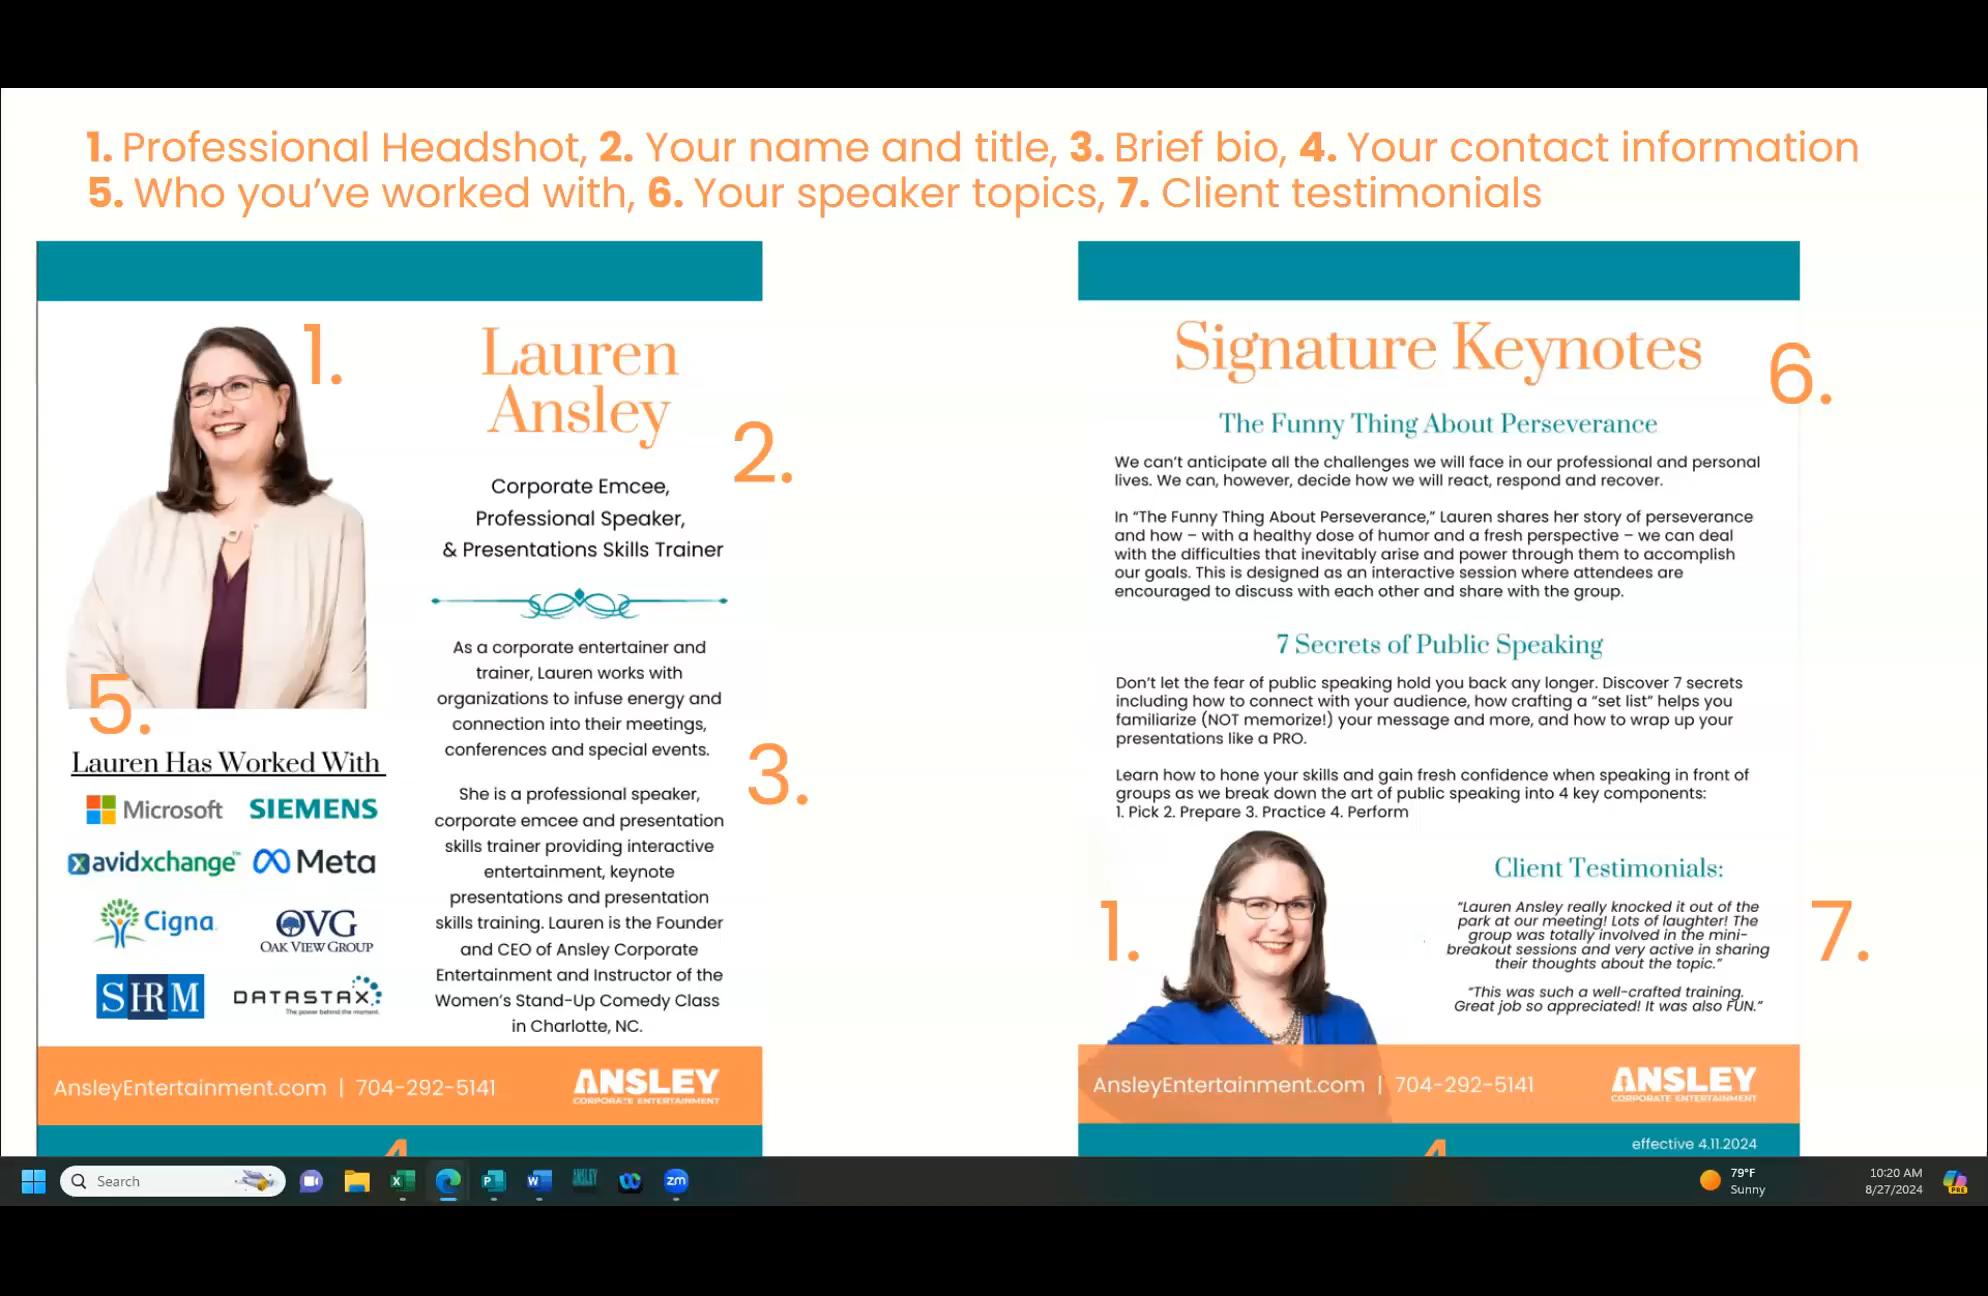 1. Professional Headshot, 2. Your name and title, 3. Brief bio, 4. Your contact information
5. Who you've worked with, 6. Your speaker topics, 7. Client testimonials
1.
Lauren
Ansley
2.
Corporate Emcee,
Professional Speaker,
& Presentations Skills Trainer
As a corporate entertainer and
trainer, Lauren works with
organizations to infuse energy and
connection into their meetings,
conferences and special events.
3.
She is a professional speaker,
corporate emcee and presentation
skills trainer providing interactive
entertainment, keynote
presentations and presentation
skills training. Lauren is the Founder
and CEO of Ansley Corporate
Entertainment and Instructor of the
Women's Stand-Up Comedy Class
in Charlotte, NC.
5.
Lauren Has Worked With
Microsoft SIEMENS
avidxchange™ Meta
Cigna OVG
OAK VIEW GROUP
SHRM DATASTAX
The power behind the moment.
AnsleyEntertainment.com | 704-292-5141
ANSLEY
CORPORATE ENTERTAINMENT
4
Signature Keynotes
6.
The Funny Thing About Perseverance
We can't anticipate all the challenges we will face in our professional and personal
lives. We can, however, decide how we will react, respond and recover.
In "The Funny Thing About Perseverance," Lauren shares her story of perseverance
and how – with a healthy dose of humor and a fresh perspective – we can deal
with the difficulties that inevitably arise and power through them to accomplish
our goals. This is designed as an interactive session where attendees are
encouraged to discuss with each other and share with the group.
7 Secrets of Public Speaking
Don't let the fear of public speaking hold you back any longer. Discover 7 secrets
including how to connect with your audience, how crafting a "set list" helps you
familiarize (NOT memorize!) your message and more, and how to wrap up your
presentations like a PRO.
Learn how to hone your skills and gain fresh confidence when speaking in front of
groups as we break down the art of public speaking into 4 key components:
1. Pick 2. Prepare 3. Practice 4. Perform
1.
Client Testimonials:
"Lauren Ansley really knocked it out of the
park at our meeting! Lots of laughter! The
group was totally involved in the mini-
breakout sessions and very active in sharing
their thoughts about the topic."
"This was such a well-crafted training.
Great job so appreciated! It was also FUN."
7.
AnsleyEntertainment.com | 704-292-5141
ANSLEY
CORPORATE ENTERTAINMENT
effective 4.11.2024
4
Search
ANSLEY
zm
79°F
Sunny
10:20 AM
8/27/2024
PRE